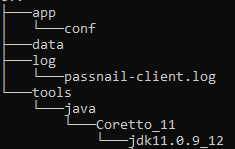 ├──app
│   └──conf
├──data
├──log
│   └──passnail-client.log
└──tools
    └──java
        └──Coretto_11
            └──jdk11.0.9_12